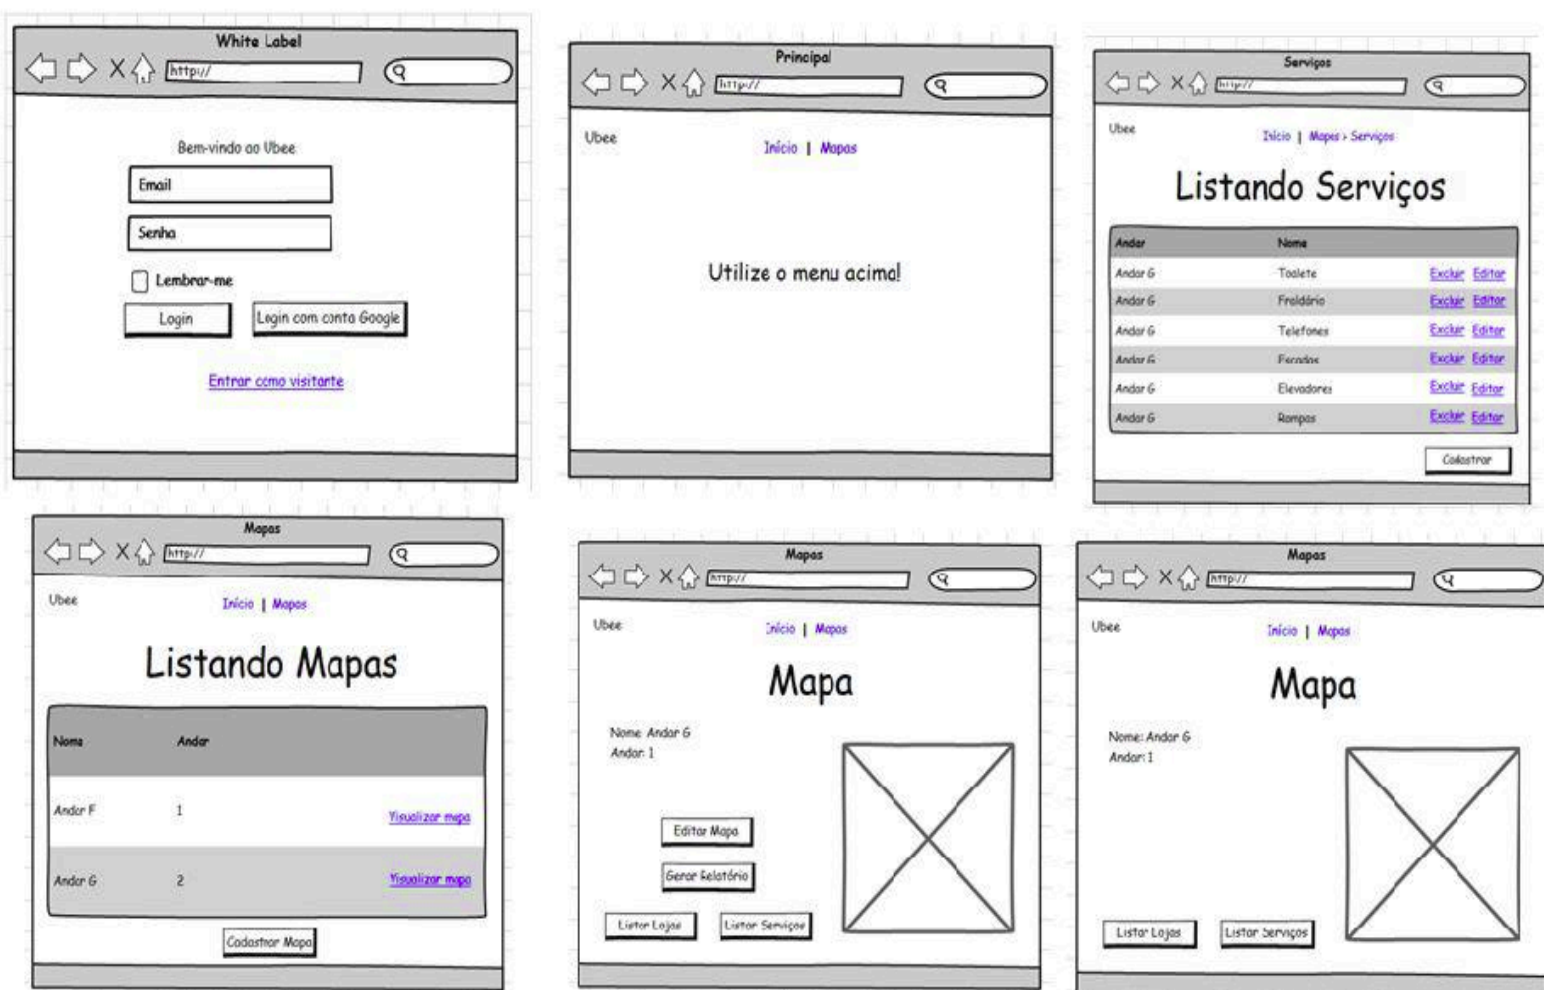 White Label
http://
Bem-vindo ao Ubee
Email
Senha
Lembrar-me
Login
Login com conta Google
Entrar como visitante
Principal
http://
Ubee
Início | Mapas
Utilize o menu acima!
Serviços
http://
Ubee
Início | Mapas > Serviços
Listando Serviços
Andar Nome
Andar G Toalete Excluir Editar
Andar G Fraldário Excluir Editar
Andar G Telefones Excluir Editar
Andar G Escadas Excluir Editar
Andar G Elevadores Excluir Editar
Andar G Rampas Excluir Editar
Cadastrar
Mapas
http://
Ubee
Início | Mapas
Listando Mapas
Nome Andar
Andar F 1 Visualizar mapa
Andar G 2 Visualizar mapa
Cadastrar Mapa
Mapas
http://
Ubee
Início | Mapas
Mapa
Nome: Andar G
Andar: 1
Editar Mapa
Gerar Relatório
Listar Lojas Listar Serviços
Mapas
http://
Ubee
Início | Mapas
Mapa
Nome: Andar G
Andar: 1
Listar Lojas Listar Serviços